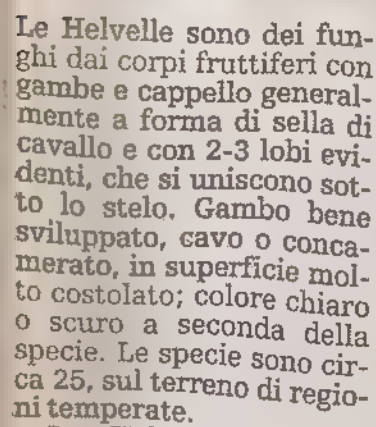 Le Helvelle sono dei fun-
ghi dai corpi fruttiferi con
gambe e cappello general-
mente a forma di sella di
cavallo e con 2-3 lobi evi-
denti, che si uniscono sot-
to lo stelo. Gambo bene
sviluppato, cavo o conca-
merato, in superficie mol-
to costolato; colore chiaro
o scuro a seconda della
specie. Le specie sono cir-
ca 25, sul terreno di regio-
ni temperate.